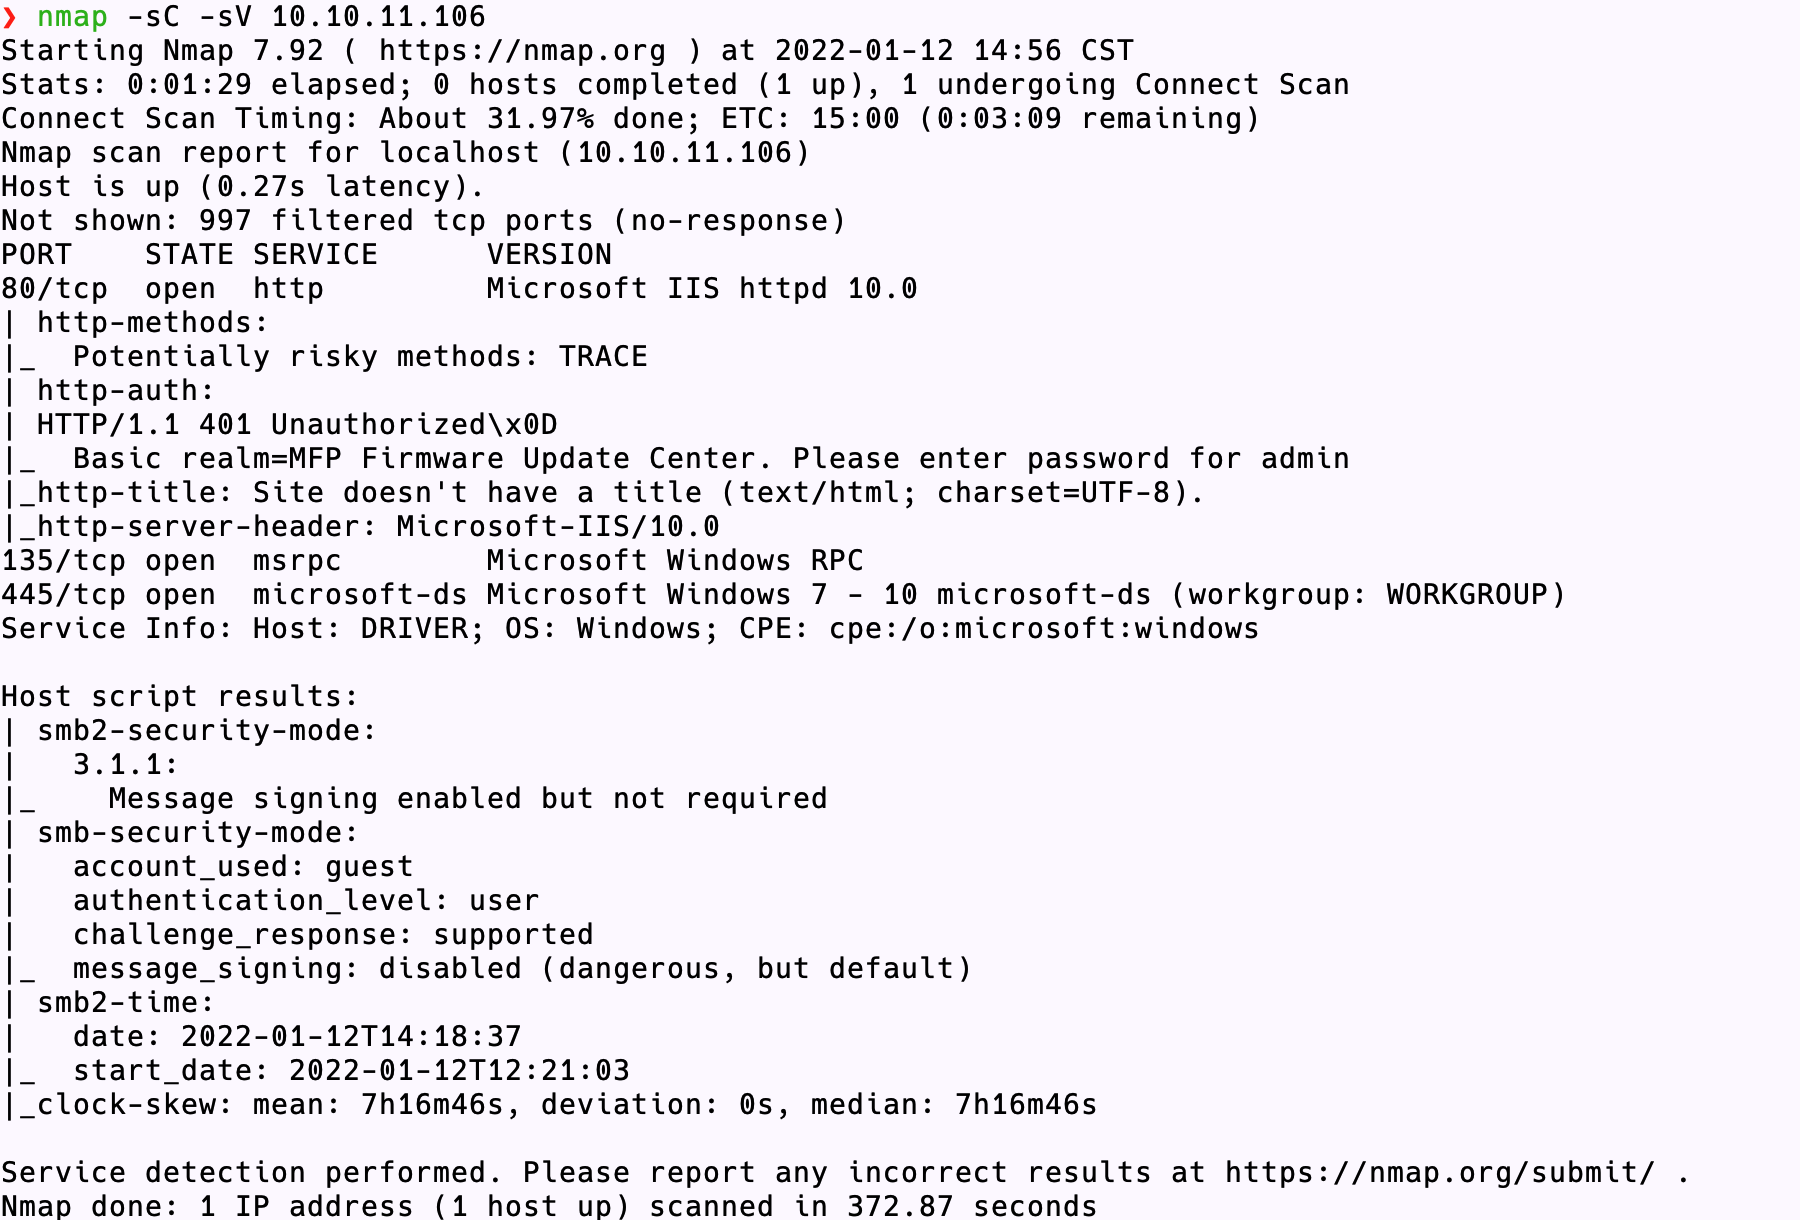 ❯ nmap -sC -sV 10.10.11.106
Starting Nmap 7.92 ( https://nmap.org ) at 2022-01-12 14:56 CST
Stats: 0:01:29 elapsed; 0 hosts completed (1 up), 1 undergoing Connect Scan
Connect Scan Timing: About 31.97% done; ETC: 15:00 (0:03:09 remaining)
Nmap scan report for localhost (10.10.11.106)
Host is up (0.27s latency).
Not shown: 997 filtered tcp ports (no-response)
PORT    STATE SERVICE      VERSION
80/tcp  open  http         Microsoft IIS httpd 10.0
| http-methods:
|_  Potentially risky methods: TRACE
| http-auth:
| HTTP/1.1 401 Unauthorized\x0D
|_  Basic realm=MFP Firmware Update Center. Please enter password for admin
|_http-title: Site doesn't have a title (text/html; charset=UTF-8).
|_http-server-header: Microsoft-IIS/10.0
135/tcp open  msrpc        Microsoft Windows RPC
445/tcp open  microsoft-ds Microsoft Windows 7 - 10 microsoft-ds (workgroup: WORKGROUP)
Service Info: Host: DRIVER; OS: Windows; CPE: cpe:/o:microsoft:windows

Host script results:
| smb2-security-mode:
|   3.1.1:
|_    Message signing enabled but not required
| smb-security-mode:
|   account_used: guest
|   authentication_level: user
|   challenge_response: supported
|_  message_signing: disabled (dangerous, but default)
| smb2-time:
|   date: 2022-01-12T14:18:37
|_  start_date: 2022-01-12T12:21:03
|_clock-skew: mean: 7h16m46s, deviation: 0s, median: 7h16m46s

Service detection performed. Please report any incorrect results at https://nmap.org/submit/ .
Nmap done: 1 IP address (1 host up) scanned in 372.87 seconds